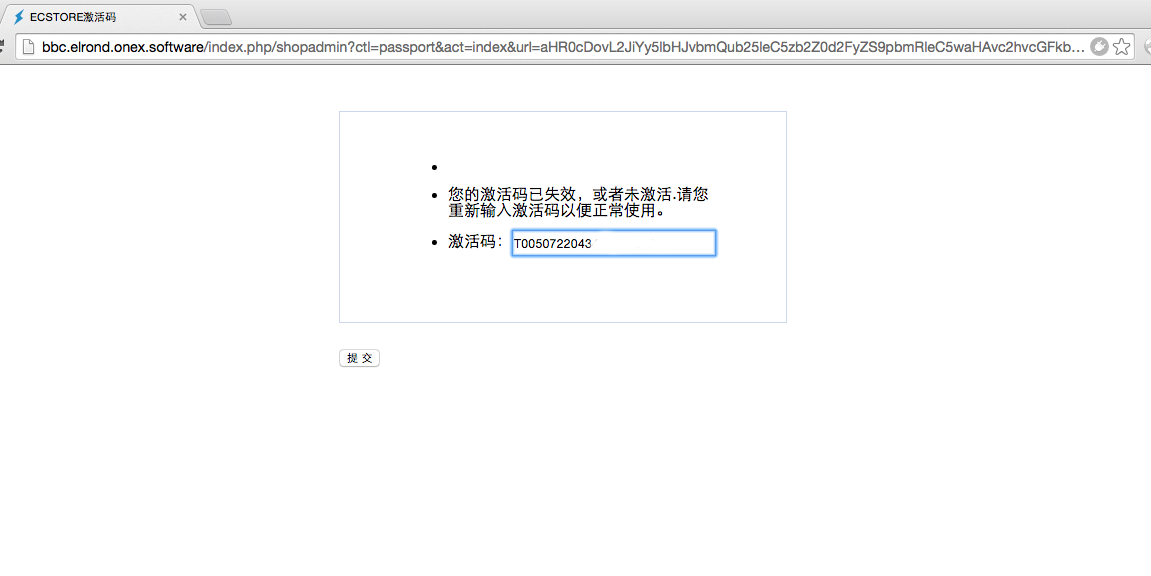 ECSTORE激活码
bbc.elrond.onex.software/index.php/shopadmin?ctl=passport&act=index&url=aHR0cDovL2JiYy5lbHJvbmQub25leC5zb2Z0d2FyZS9pbmRleC5waHAvc2hvcGFkb...
您的激活码已失效，或者未激活.请您
重新输入激活码以便正常使用。
激活码：T0050722043
提 交